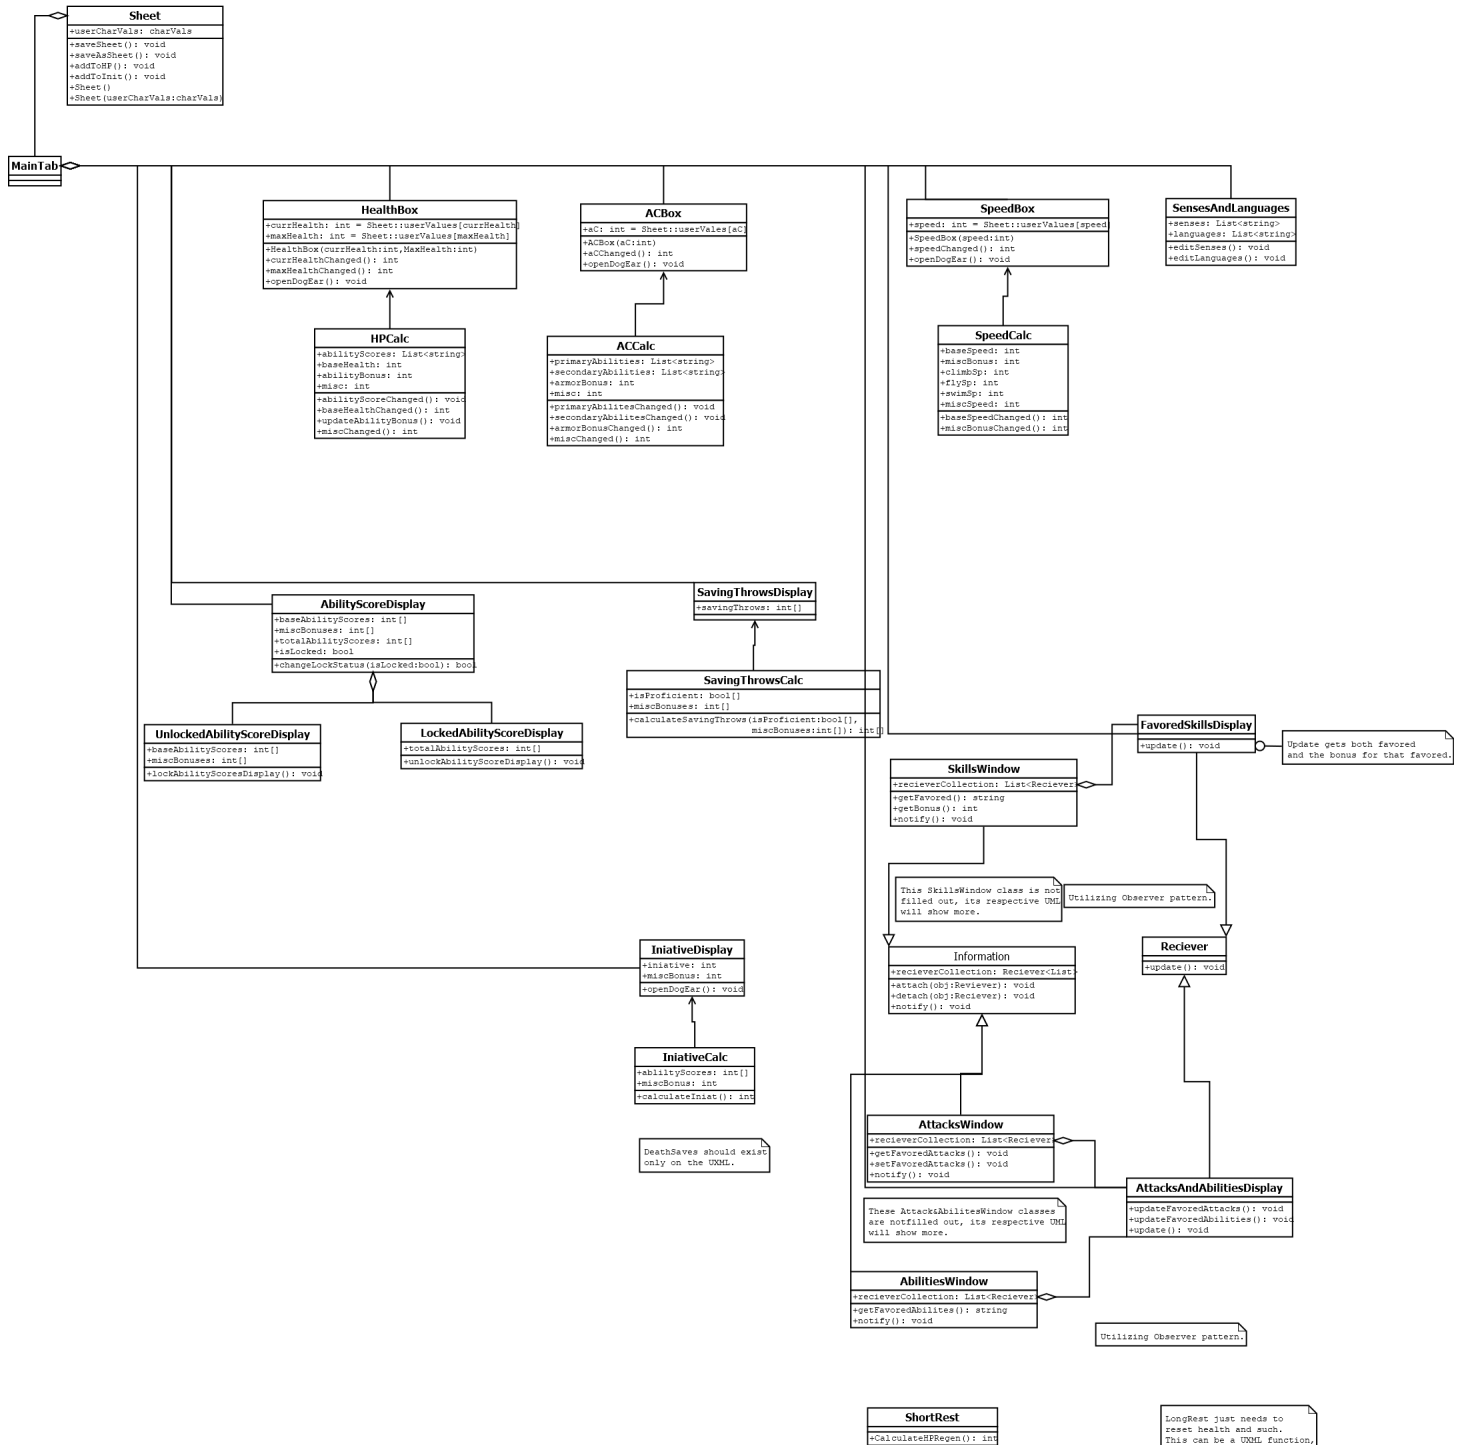 Sheet
+userCharVals: charVals
+saveSheet(): void
+saveAsSheet(): void
+addToHP(): void
+addToInit(): void
+Sheet()
+Sheet(userCharVals:charVals)
MainTab
HealthBox
+currHealth: int = Sheet::userValues[currHealth]
+maxHealth: int = Sheet::userValues[maxHealth]
+HealthBox(currHealth:int,MaxHealth:int)
+currHealthChanged(): int
+maxHealthChanged(): int
+openDogEar(): void
ACBox
+aC: int = Sheet::userVales[aC]
+ACBox(aC:int)
+aCChanged(): int
+openDogEar(): void
SpeedBox
+speed: int = Sheet::userValues[speed]
+SpeedBox(speed:int)
+speedChanged(): int
+openDogEar(): void
SensesAndLanguages
+senses: List<string>
+languages: List<string>
+editSenses(): void
+editLanguages(): void
HPCalc
+abilityScores: List<string>
+baseHealth: int
+abilityBonus: int
+misc: int
+abilityScoreChanged(): void
+baseHealthChanged(): int
+updateAbilityBonus(): void
+miscChanged(): int
ACCalc
+primaryAbilities: List<string>
+secondaryAbilities: List<string>
+armorBonus: int
+misc: int
+primaryAbilitesChanged(): void
+secondaryAbilitesChanged(): void
+armorBonusChanged(): int
+miscChanged(): int
SpeedCalc
+baseSpeed: int
+miscBonus: int
+climbSp: int
+flySp: int
+swimSp: int
+miscSpeed: int
+baseSpeedChanged(): int
+miscBonusChanged(): int
AbilityScoreDisplay
+baseAbilityScores: int[]
+miscBonuses: int[]
+totalAbilityScores: int[]
+isLocked: bool
+changeLockStatus(isLocked:bool): bool
SavingThrowsDisplay
+savingThrows: int[]
SavingThrowsCalc
+isProficient: bool[]
+miscBonuses: int[]
+calculateSavingThrows(isProficient:bool[],
miscBonuses:int[]): int[]
UnlockedAbilityScoreDisplay
+baseAbilityScores: int[]
+miscBonuses: int[]
+lockAbilityScoresDisplay(): void
LockedAbilityScoreDisplay
+totalAbilityScores: int[]
+unlockAbilityScoreDisplay(): void
FavoredSkillsDisplay
+update(): void
Update gets both favored
and the bonus for that favored.
SkillsWindow
+recieverCollection: List<Reciever>
+getFavored(): string
+getBonus(): int
+notify(): void
This SkillsWindow class is not
filled out, its respective UML
will show more.
Utilizing Observer pattern.
IniativeDisplay
+iniative: int
+miscBonus: int
+openDogEar(): void
Information
+recieverCollection: Reciever<List>
+attach(obj:Reviever): void
+detach(obj:Reciever): void
+notify(): void
Reciever
+update(): void
IniativeCalc
+abliltyScores: int[]
+miscBonus: int
+calculateIniat(): int
DeathSaves should exist
only on the UXML.
AttacksWindow
+recieverCollection: List<Reciever>
+getFavoredAttacks(): void
+setFavoredAttacks(): void
+notify(): void
AttacksAndAbilitiesDisplay
+updateFavoredAttacks(): void
+updateFavoredAbilities(): void
+update(): void
These Attack&AbilitesWindow classes
are notfilled out, its respective UML
will show more.
AbilitiesWindow
+recieverCollection: List<Reciever>
+getFavoredAbilites(): string
+notify(): void
Utilizing Observer pattern.
ShortRest
+CalculateHPRegen(): int
LongRest just needs to
reset health and such.
This can be a UXML function,